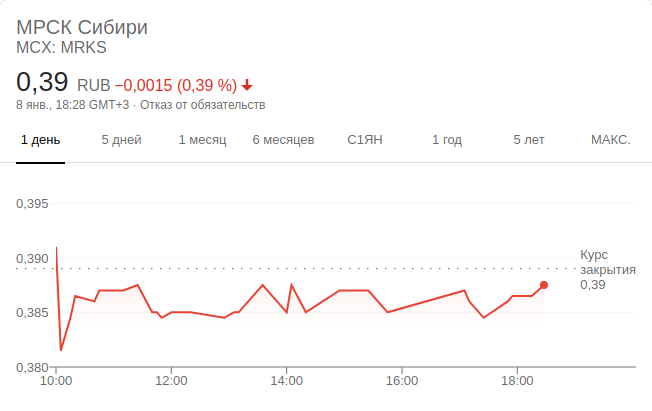 МРСК Сибири
MCX: MRKS
0,39 RUB −0,0015 (0,39 %)
8 янв., 18:28 GMT+3 · Отказ от обязательств
1 день 5 дней 1 месяц 6 месяцев С1ЯН 1 год 5 лет МАКС.
0,395
0,390
0,385
0,380
Курс
закрытия
0,39
10:00 12:00 14:00 16:00 18:00